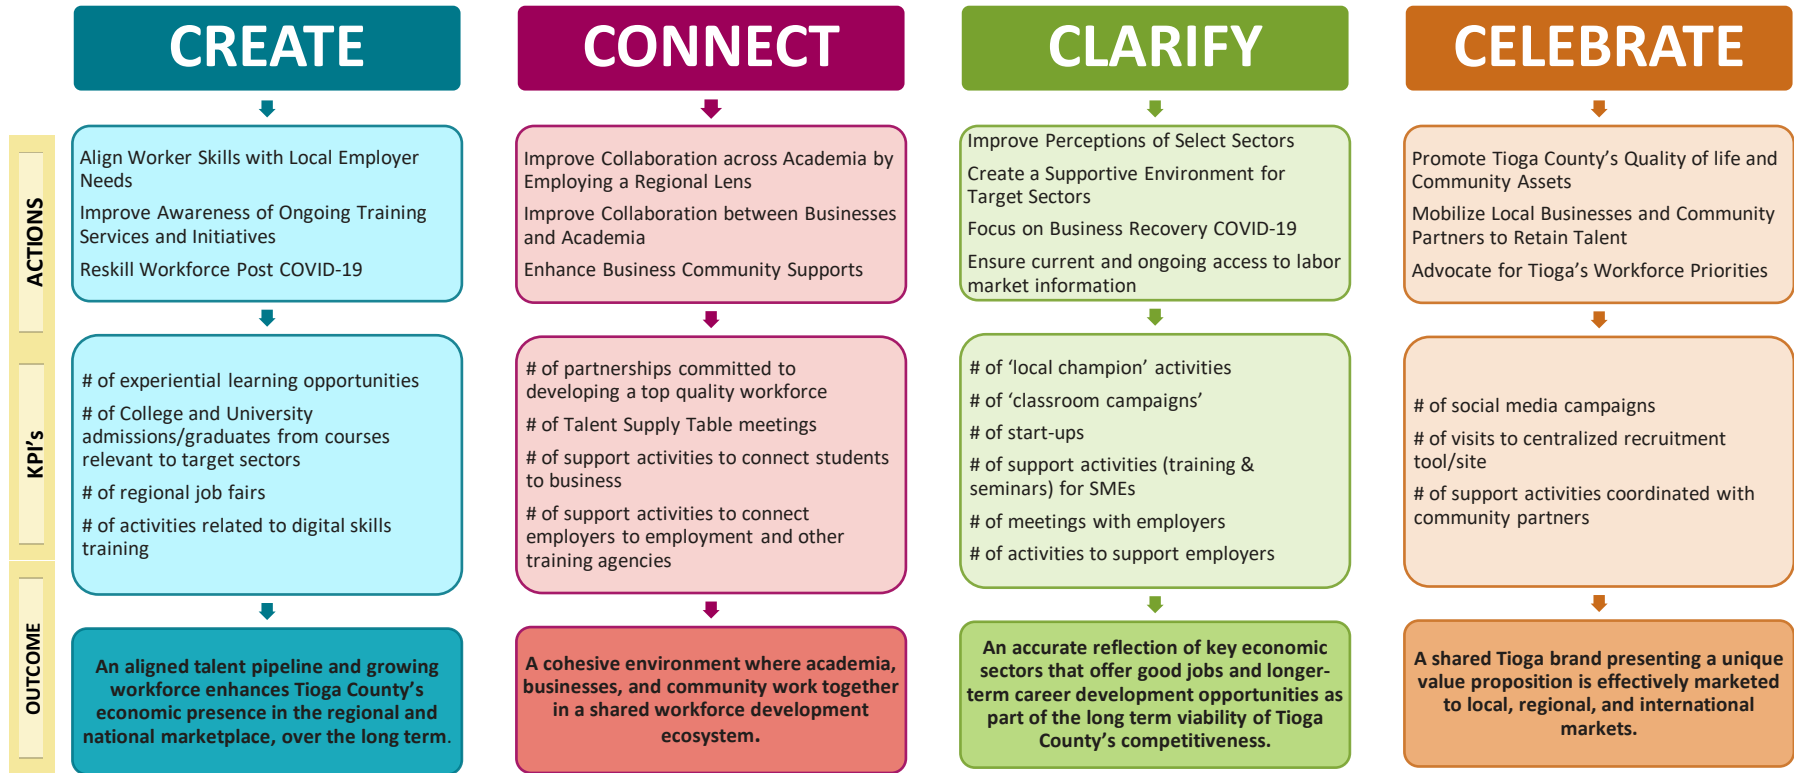 CREATE
CONNECT
CLARIFY
CELEBRATE
ACTIONS
Align Worker Skills with Local Employer
Needs
Improve Awareness of Ongoing Training
Services and Initiatives
Reskill Workforce Post COVID-19
Improve Collaboration across Academia by
Employing a Regional Lens
Improve Collaboration between Businesses
and Academia
Enhance Business Community Supports
Improve Perceptions of Select Sectors
Create a Supportive Environment for
Target Sectors
Focus on Business Recovery COVID-19
Ensure current and ongoing access to labor
market information
Promote Tioga County’s Quality of life and
Community Assets
Mobilize Local Businesses and Community
Partners to Retain Talent
Advocate for Tioga’s Workforce Priorities
KPI’s
# of experiential learning opportunities
# of College and University
admissions/graduates from courses
relevant to target sectors
# of regional job fairs
# of activities related to digital skills
training
# of partnerships committed to
developing a top quality workforce
# of Talent Supply Table meetings
# of support activities to connect students
to business
# of support activities to connect
employers to employment and other
training agencies
# of ‘local champion’ activities
# of ‘classroom campaigns’
# of start-ups
# of support activities (training &
seminars) for SMEs
# of meetings with employers
# of activities to support employers
# of social media campaigns
# of visits to centralized recruitment
tool/site
# of support activities coordinated with
community partners
OUTCOME
An aligned talent pipeline and growing
workforce enhances Tioga County’s
economic presence in the regional and
national marketplace, over the long term.
A cohesive environment where academia,
businesses, and community work together
in a shared workforce development
ecosystem.
An accurate reflection of key economic
sectors that offer good jobs and longer-
term career development opportunities as
part of the long term viability of Tioga
County’s competitiveness.
A shared Tioga brand presenting a unique
value proposition is effectively marketed
to local, regional, and international
markets.